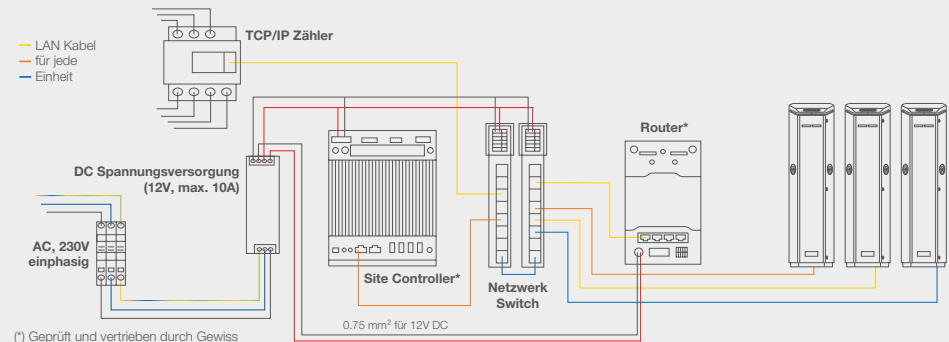 TCP/IP Zähler
LAN Kabel
für jede
Einheit
Router*
DC Spannungsversorgung
(12V, max. 10A)
AC, 230V
einphasig
Site Controller*
Netzwerk
Switch
0.75 mm² für 12V DC
(*) Geprüft und vertrieben durch Gewiss